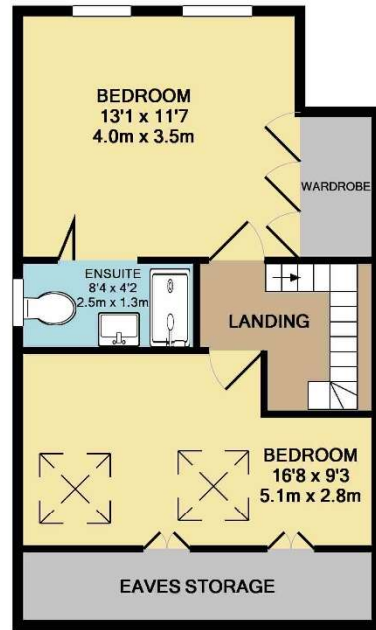 BEDROOM
13'1 x 11'7
4.0m x 3.5m
WARDROBE
ENSUITE
8'4 x 4'2
2.5m x 1.3m
LANDING
BEDROOM
16'8 x 9'3
5.1m x 2.8m
EAVES STORAGE